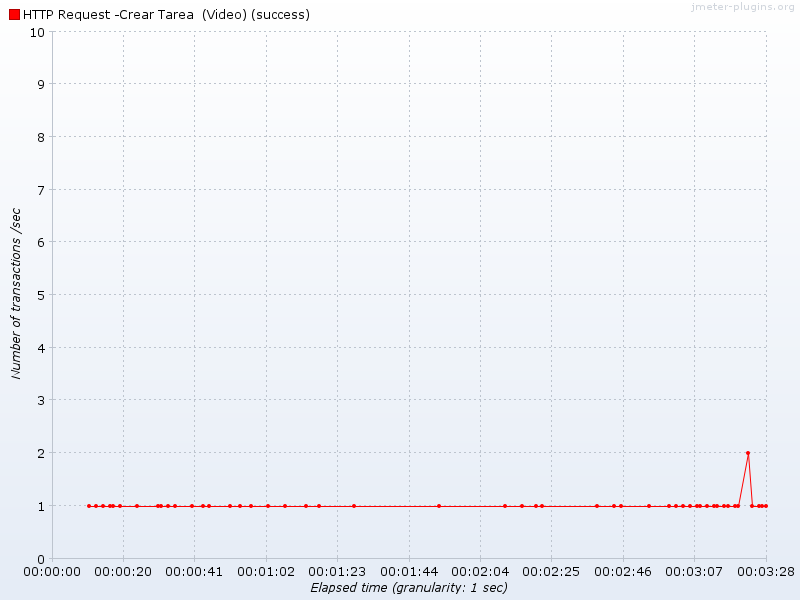 jmeter-plugins.org
HTTP Request -Crear Tarea  (Video) (success)
10
9
8
7
6
5
4
3
2
1
0
Number of transactions /sec
00:00:00 00:00:20 00:00:41 00:01:02 00:01:23 00:01:44 00:02:04 00:02:25 00:02:46 00:03:07 00:03:28
Elapsed time (granularity: 1 sec)